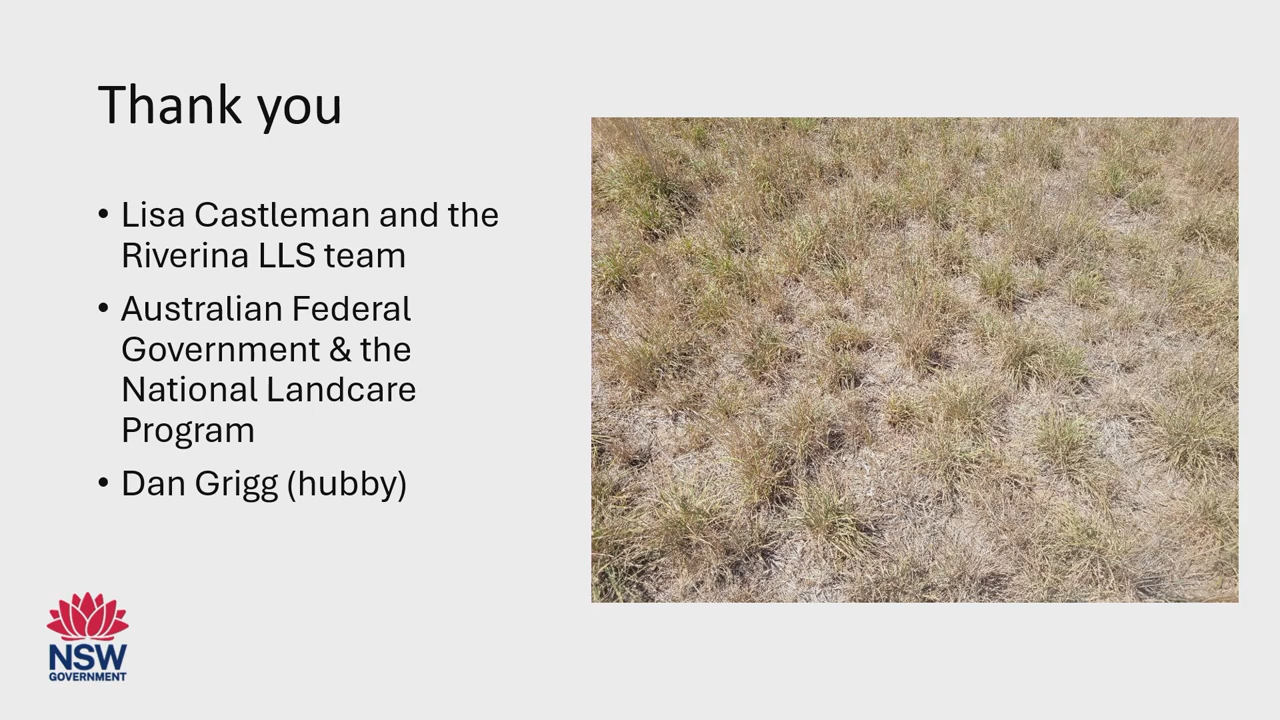 Thank you
• Lisa Castleman and the
Riverina LLS team
• Australian Federal
Government & the
National Landcare
Program
• Dan Grigg (hubby)
NSW
GOVERNMENT